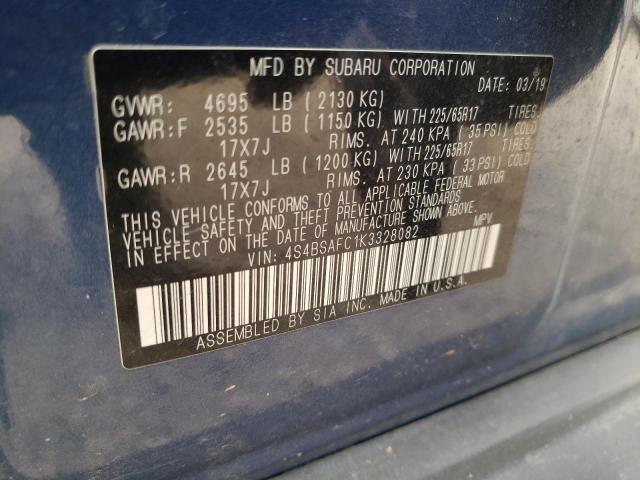 MFD BY SUBARU CORPORATION
DATE: 03/19
GVWR: 4695 LB (2130 KG)
GAWR:F 2535 LB (1150 KG) WITH 225/65R17 TIRES,
17X7J RIMS. AT 240 KPA (35 PSI) COLD
GAWR:R 2645 LB (1200 KG) WITH 225/65R17 TIRES,
17X7J RIMS. AT 230 KPA (33 PSI) COLD
THIS VEHICLE CONFORMS TO ALL APPLICABLE FEDERAL MOTOR
VEHICLE SAFETY AND THEFT PREVENTION STANDARDS
IN EFFECT ON THE DATE OF MANUFACTURE SHOWN ABOVE.
VIN: 4S4BSAFC1K3328082 MPV
ASSEMBLED BY SIA INC. MADE IN U.S.A.